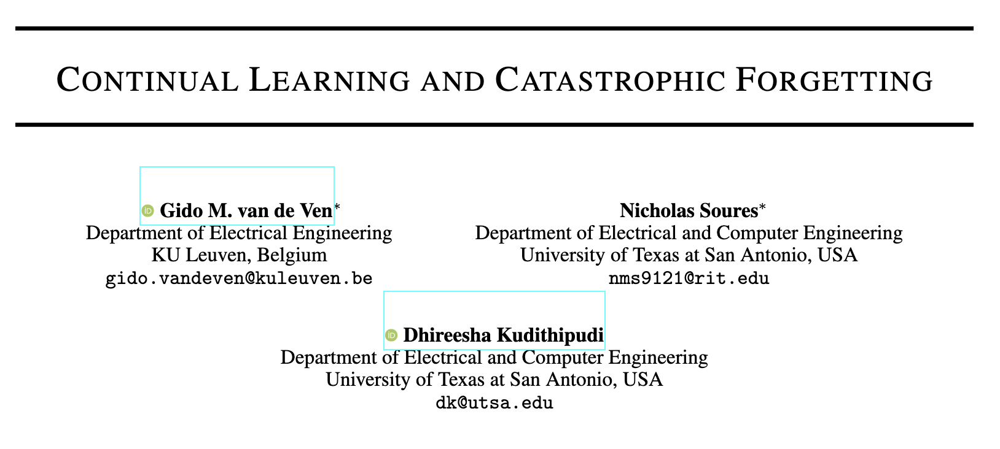 CONTINUAL LEARNING AND CATASTROPHIC FORGETTING
Gido M. van de Ven*
Department of Electrical Engineering
KU Leuven, Belgium
gido.vandeven@kuleuven.be
Nicholas Soures*
Department of Electrical and Computer Engineering
University of Texas at San Antonio, USA
nms9121@rit.edu
Dhireesha Kudithipudi
Department of Electrical and Computer Engineering
University of Texas at San Antonio, USA
dk@utsa.edu